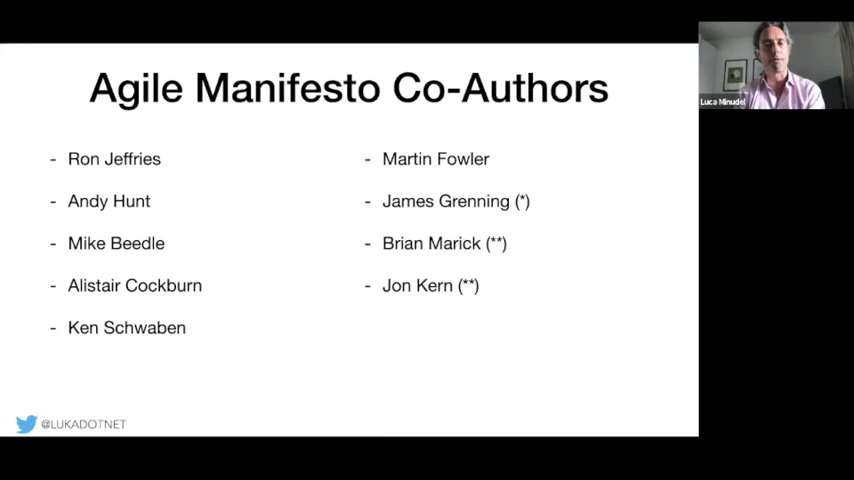 Agile Manifesto Co-Authors
- Ron Jeffries
- Andy Hunt
- Mike Beedle
- Alistair Cockburn
- Ken Schwaben
- Martin Fowler
- James Grenning (*)
- Brian Marick (**)
- Jon Kern (**)
@LUKADOTNET
Luca Minudel